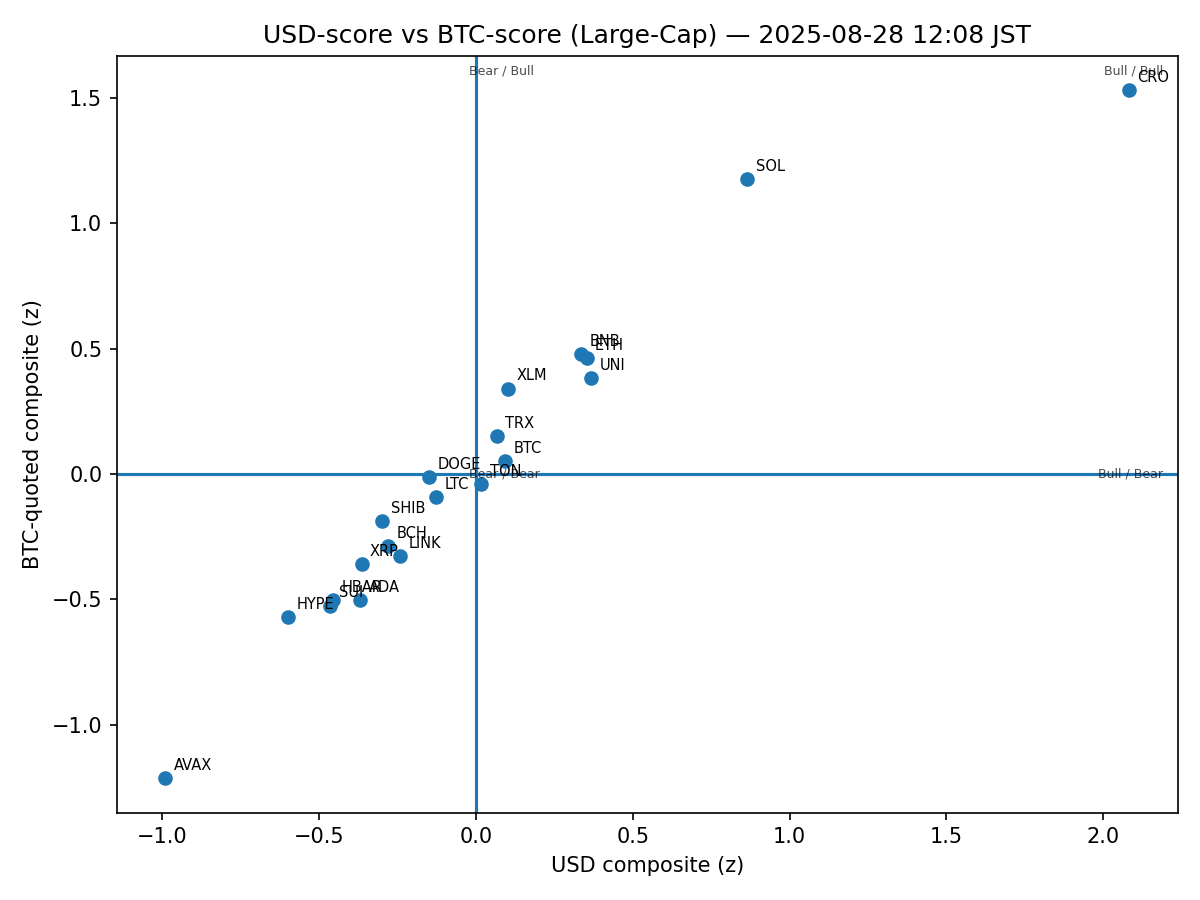 USD-score vs BTC-score (Large-Cap) — 2025-08-28 12:08 JST
Bear / Bull
Bull / Bull
CRO
1.5
SOL
1.0
BNB
ETH
0.5
UNI
XLM
TRX
BTC
DOGE
TON
0.0
Bear / Bear
Bull / Bear
LTC
SHIB
BCH
LINK
XRP
HBAR
ADA
SUI
−0.5
HYPE
−1.0
AVAX
BTC-quoted composite (z)
−1.0
−0.5
0.0
0.5
1.0
1.5
2.0
USD composite (z)